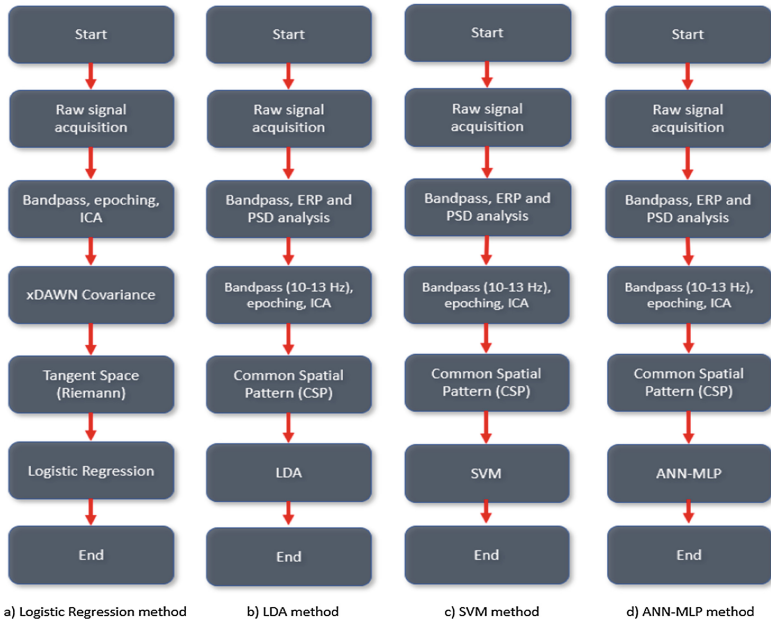 Start
Raw signal
acquisition
Bandpass, epoching,
ICA
xDAWN Covariance
Tangent Space
(Riemann)
Logistic Regression
End
a) Logistic Regression method
Start
Raw signal
acquisition
Bandpass, ERP and
PSD analysis
Bandpass (10-13 Hz),
epoching, ICA
Common Spatial
Pattern (CSP)
LDA
End
b) LDA method
Start
Raw signal
acquisition
Bandpass, ERP and
PSD analysis
Bandpass (10-13 Hz),
epoching, ICA
Common Spatial
Pattern (CSP)
SVM
End
c) SVM method
Start
Raw signal
acquisition
Bandpass, ERP and
PSD analysis
Bandpass (10-13 Hz),
epoching, ICA
Common Spatial
Pattern (CSP)
ANN-MLP
End
d) ANN-MLP method